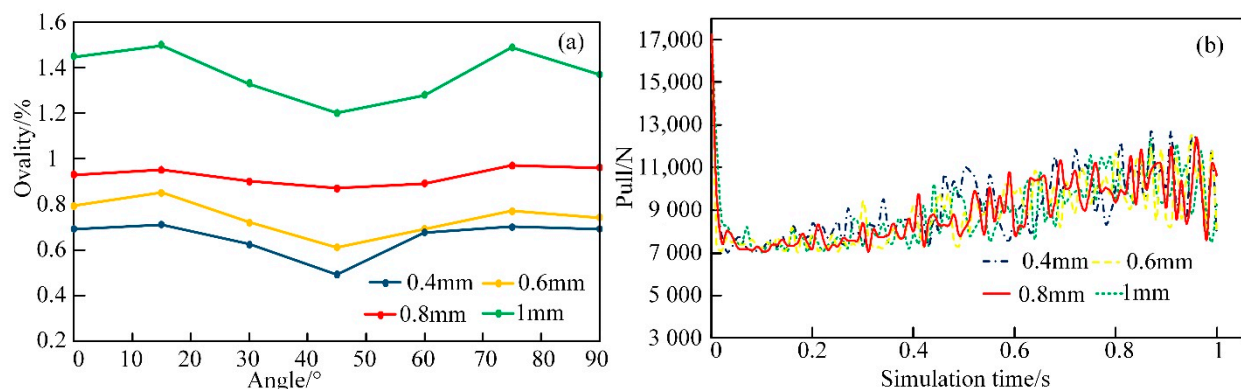 (a)
Ovality/%
1.6
1.4
1.2
1
0.8
0.6
0.4
0.2
0 10 20 30 40 50 60 70 80 90
Angle/°
0.4mm 0.6mm
0.8mm 1mm
(b)
Pull/N
17,000
15,000
13,000
11,000
9 000
7 000
5 000
3 000
0 0.2 0.4 0.6 0.8 1
Simulation time/s
0.4mm 0.6mm
0.8mm 1mm